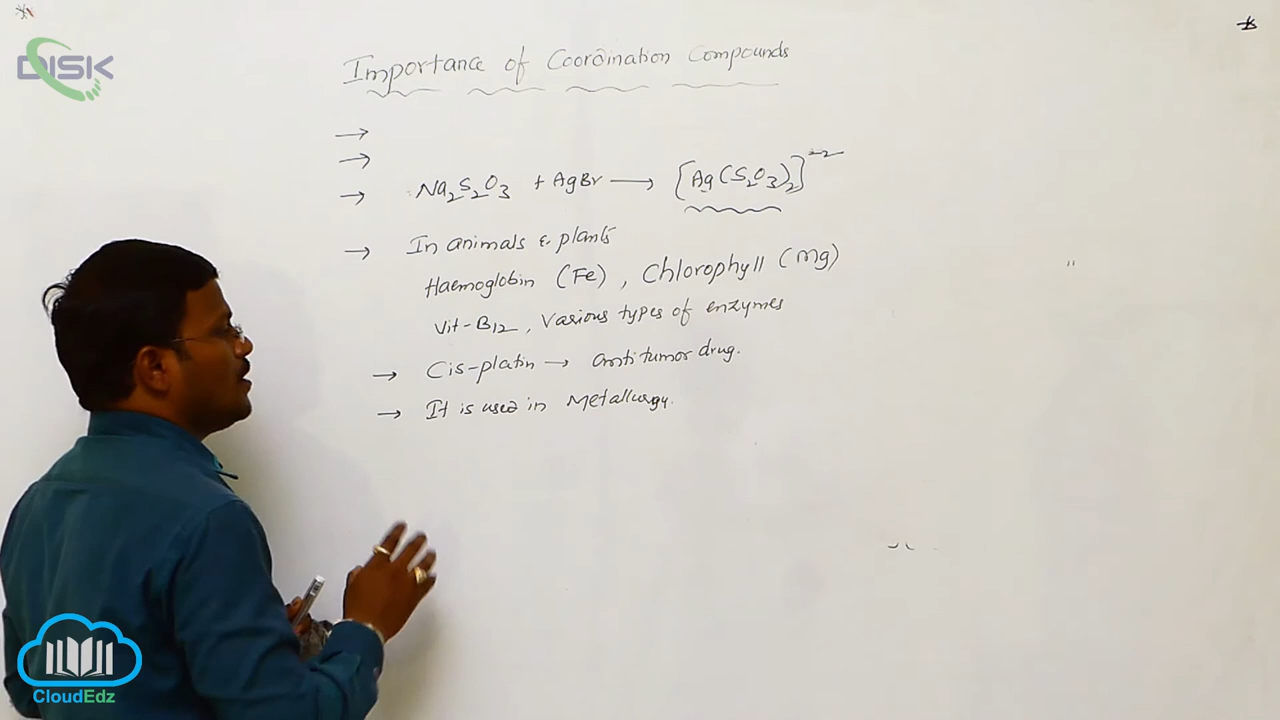 DISK
Importance of Coordination Compounds
→
→
→ Na₂S₂O₃ + AgBr → [Ag(S₂O₃)₂]⁻²
→ In animals & plants
Haemoglobin (Fe), Chlorophyll (Mg)
Vit-B12, Various types of enzymes
→ Cis-platin → antitumor drug.
→ It is used in Metallurgy.
CloudEdz